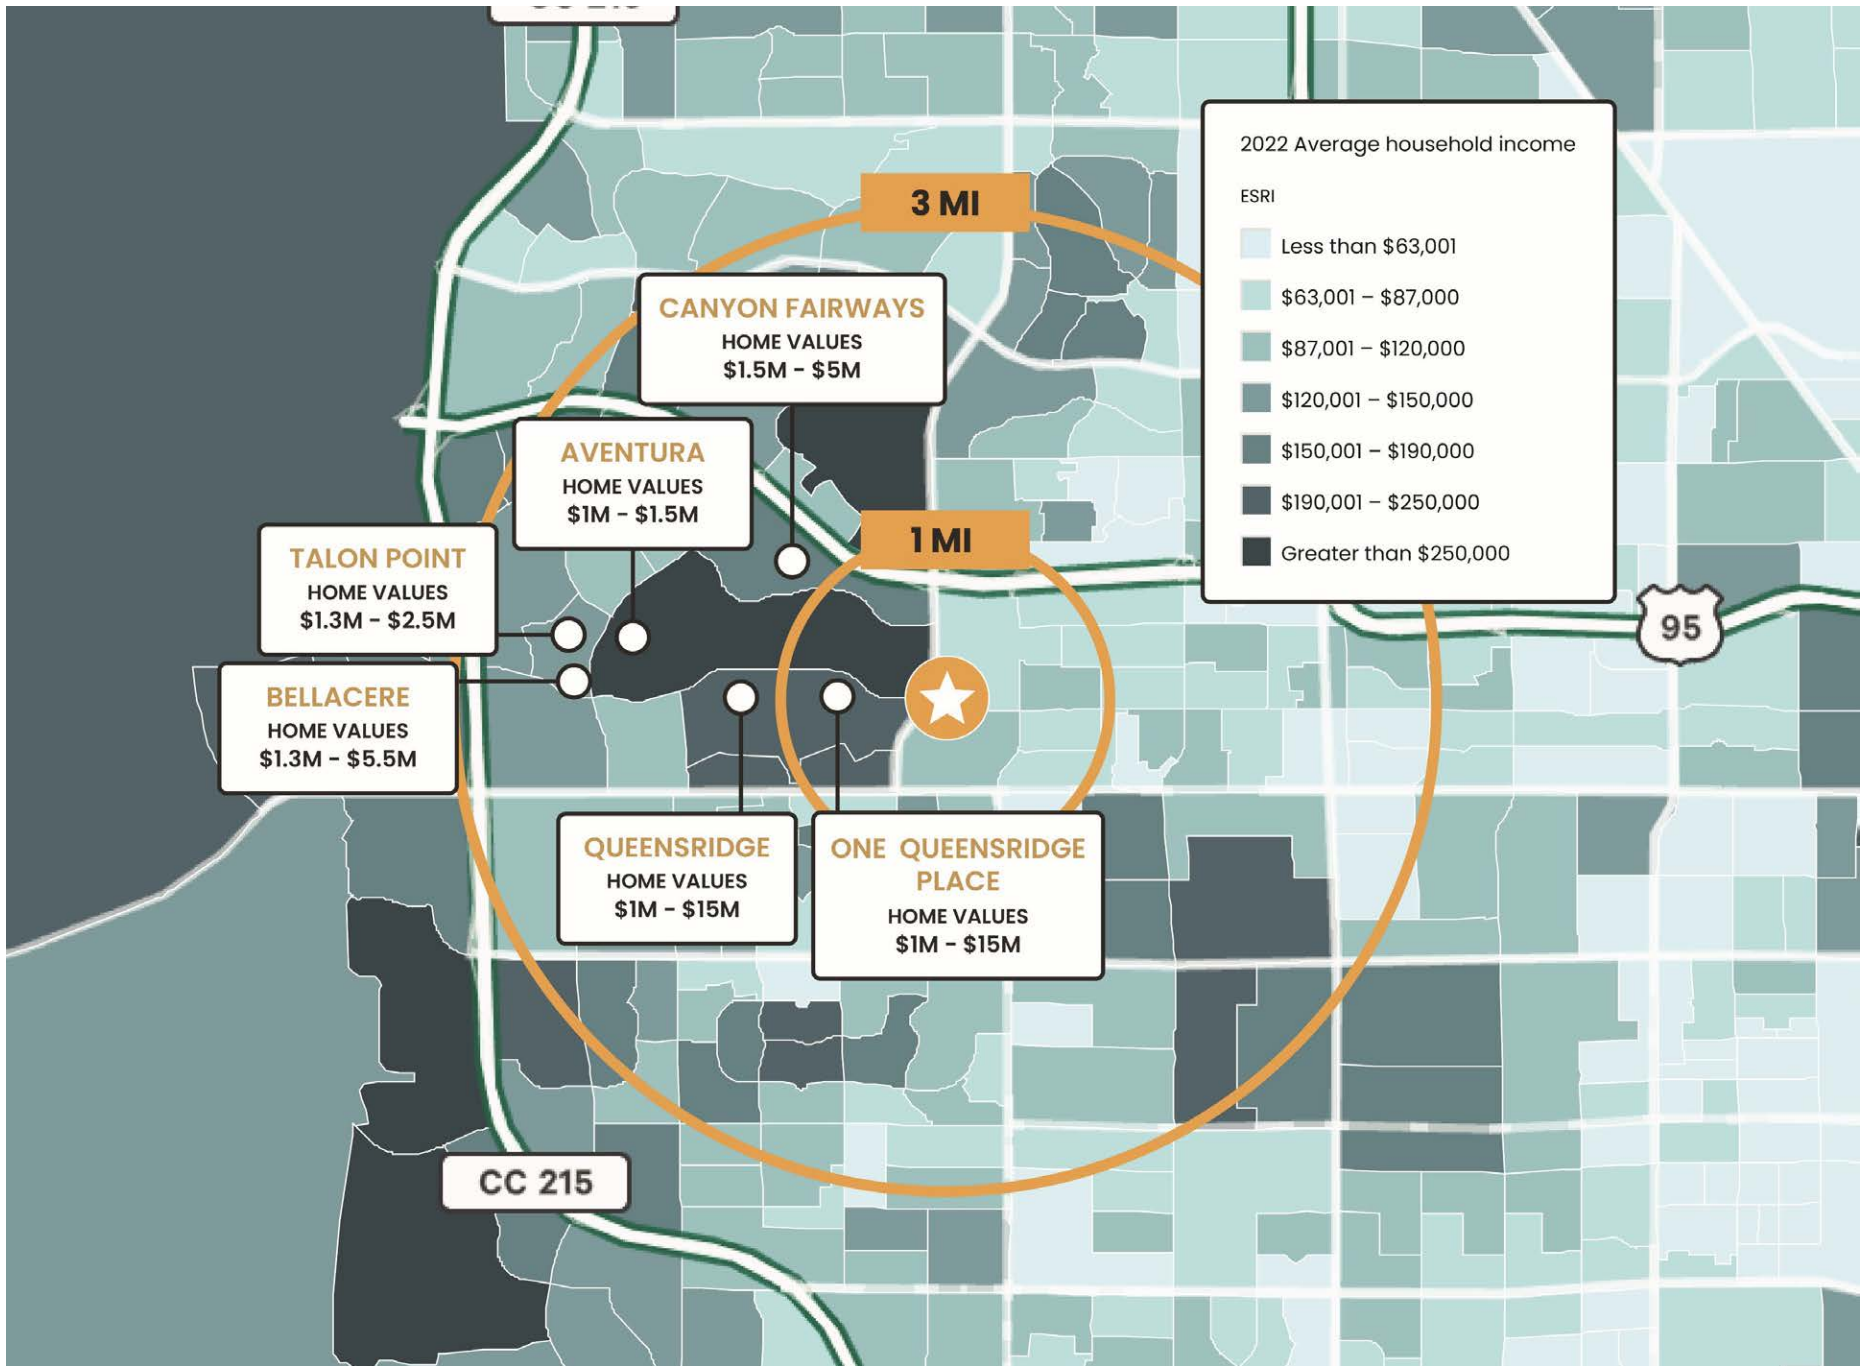 3 MI
2022 Average household income
ESRI
Less than $63,001
$63,001 – $87,000
$87,001 – $120,000
$120,001 – $150,000
$150,001 – $190,000
$190,001 – $250,000
Greater than $250,000
CANYON FAIRWAYS
HOME VALUES
$1.5M - $5M
AVENTURA
HOME VALUES
$1M - $1.5M
1 MI
TALON POINT
HOME VALUES
$1.3M - $2.5M
95
BELLACERE
HOME VALUES
$1.3M - $5.5M
QUEENSRIDGE
HOME VALUES
$1M - $15M
ONE QUEENSRIDGE
PLACE
HOME VALUES
$1M - $15M
CC 215